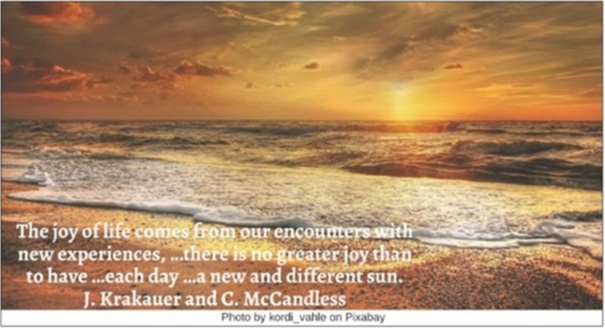 The joy of life comes from our encounters with
new experiences, ...there is no greater joy than
to have ...each day ...a new and different sun.
J. Krakauer and C. McCandless
Photo by kordi_vahle on Pixabay